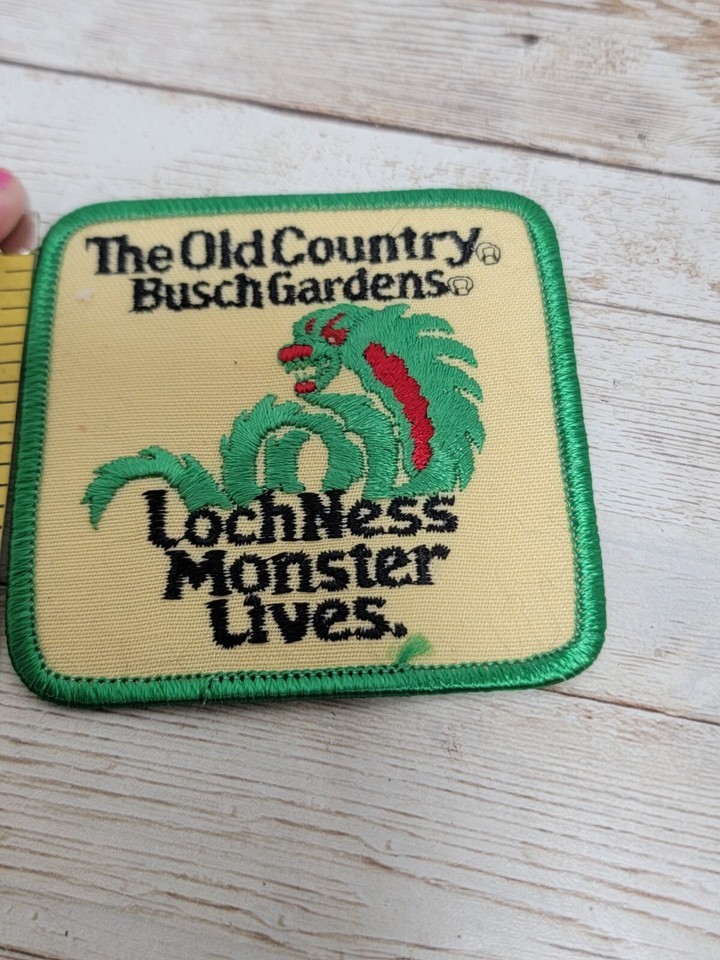 The Old Country®
Busch Gardens®
Loch Ness
Monster
Lives.